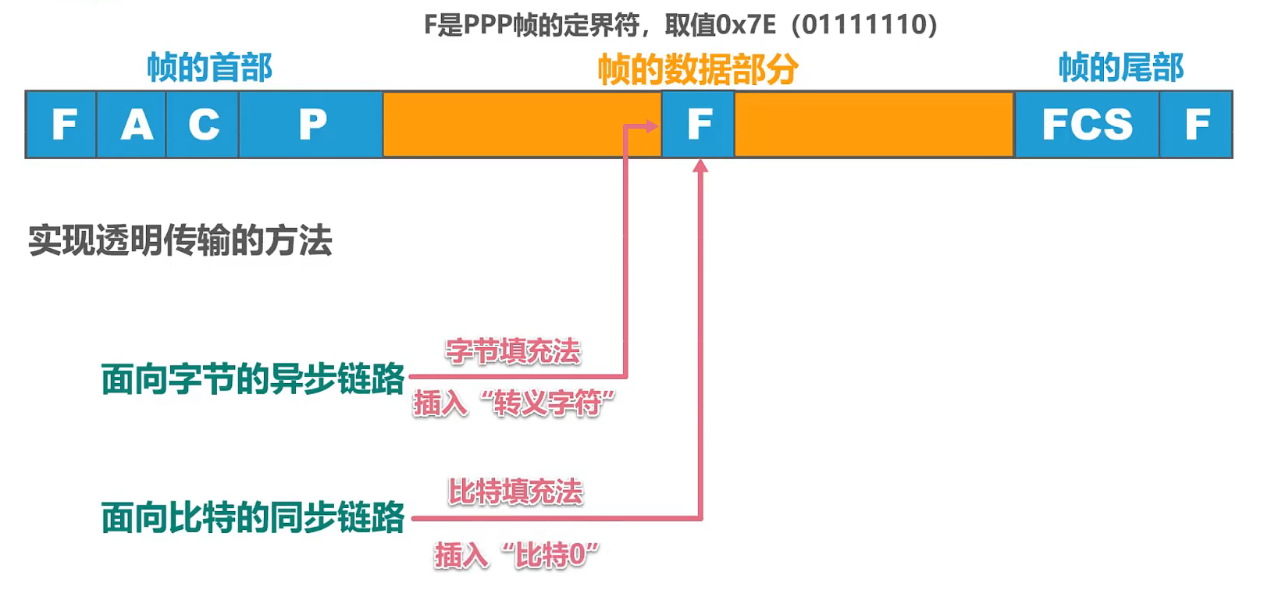 F是PPP帧的定界符，取值0x7E（01111110）
帧的首部 帧的数据部分 帧的尾部
F A C P F FCS F
实现透明传输的方法
字节填充法
面向字节的异步链路
插入“转义字符”
比特填充法
面向比特的同步链路
插入“比特0”